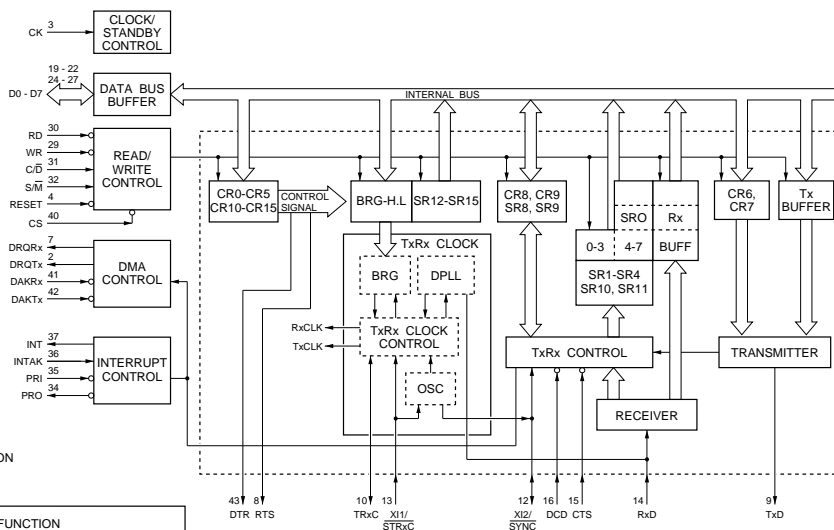 CK 3
CLOCK/
STANDBY
CONTROL
19 - 22
24 - 27
D0 - D7
DATA BUS
BUFFER
INTERNAL BUS
RD 30
WR 29
C/D 31
S/M 32
RESET 4
CS 40
READ/
WRITE
CONTROL
CR0-CR5
CR10-CR15
CONTROL
SIGNAL
BRG-H.L
SR12-SR15
CR8, CR9
SR8, SR9
SRO
Rx
0-3
4-7
BUFF
SR1-SR4
SR10, SR11
CR6,
CR7
Tx
BUFFER
DRQRx 7
DRQTx 2
DAKRx 41
DAKTx 42
DMA
CONTROL
TxRx CLOCK
BRG
DPLL
RxCLK
TxCLK
TxRx CLOCK
CONTROL
OSC
INT 37
INTAK 36
PRI 35
PRO 34
INTERRUPT
CONTROL
TxRx CONTROL
TRANSMITTER
RECEIVER
ION
43 8 10 13 12 16 15 14 9
DTR RTS TRxC XI1/ XI2/ DCD CTS RxD TxD
STRxC SYNC
FUNCTION